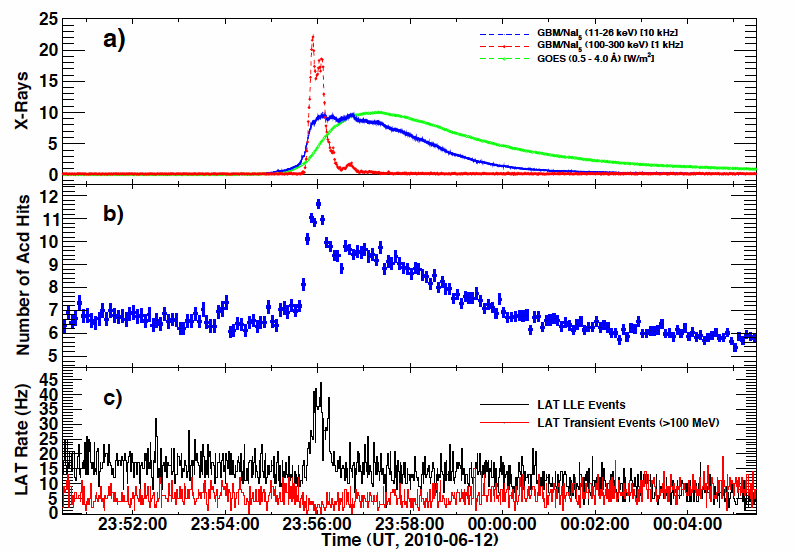 25
20
15
10
5
0
X-Rays
a)
GBM/NaI5 (11-26 keV) [10 kHz]
GBM/NaI5 (100-300 keV) [1 kHz]
GOES (0.5 - 4.0 Å) [W/m²]
12
11
10
9
8
7
6
5
Number of Acd Hits
b)
45
40
35
30
25
20
15
10
5
0
LAT Rate (Hz)
c)
LAT LLE Events
LAT Transient Events (>100 MeV)
23:52:00 23:54:00 23:56:00 23:58:00 00:00:00 00:02:00 00:04:00
Time (UT, 2010-06-12)